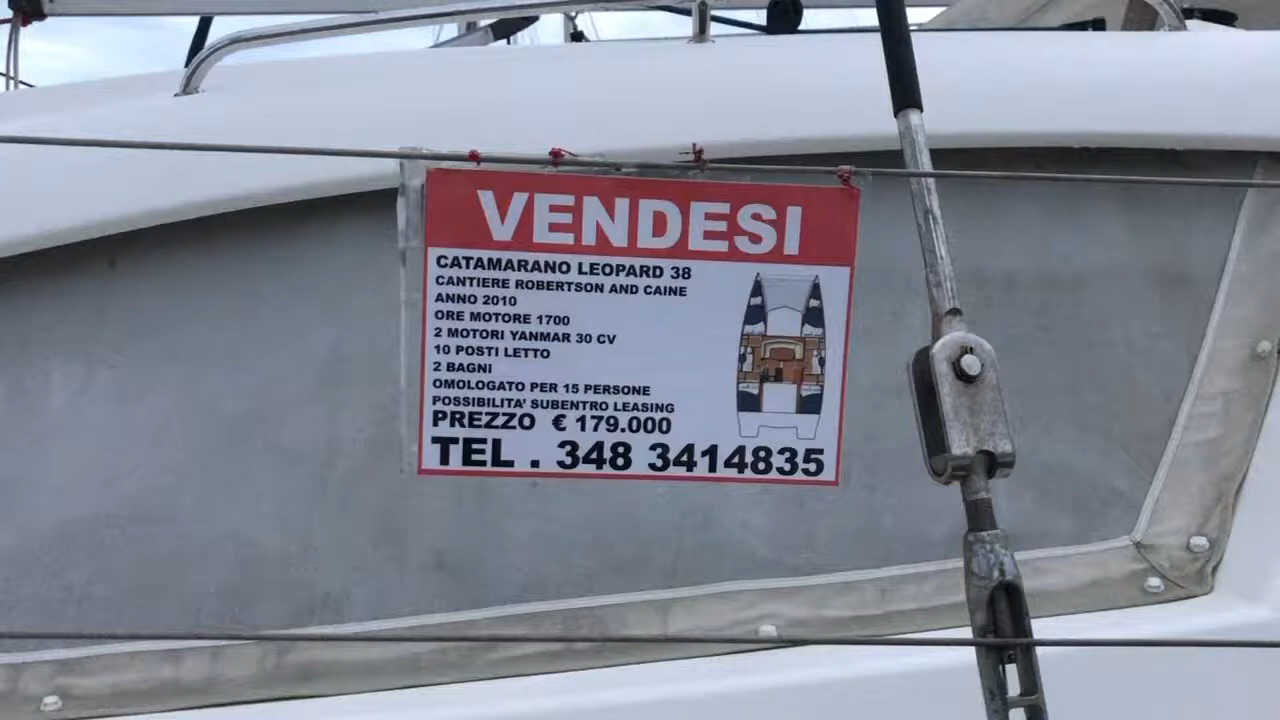 VENDESI
CATAMARANO LEOPARD 38
CANTIERE ROBERTSON AND CAINE
ANNO 2010
ORE MOTORE 1700
2 MOTORI YANMAR 30 CV
10 POSTI LETTO
2 BAGNI
OMOLOGATO PER 15 PERSONE
POSSIBILITA' SUBENTRO LEASING
PREZZO € 179.000
TEL . 348 3414835